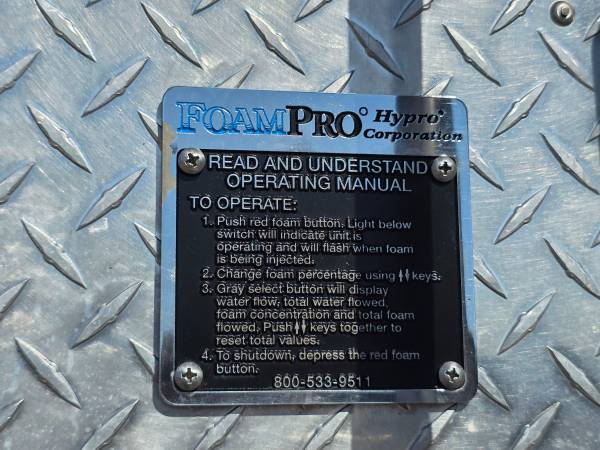 FOAMPRO® Hypro®
Corporation
READ AND UNDERSTAND
OPERATING MANUAL
TO OPERATE:
1. Push red foam button. Light below
switch will indicate unit is
operating and will flash when foam
is being injected.
2. Change foam percentage using ⬆⬇ keys.
3. Gray select button will display
water flow, total water flowed,
foam concentration and total foam
flowed. Push ⬆⬇ keys together to
reset total values.
4. To shutdown, depress the red foam
button.
800-533-9511